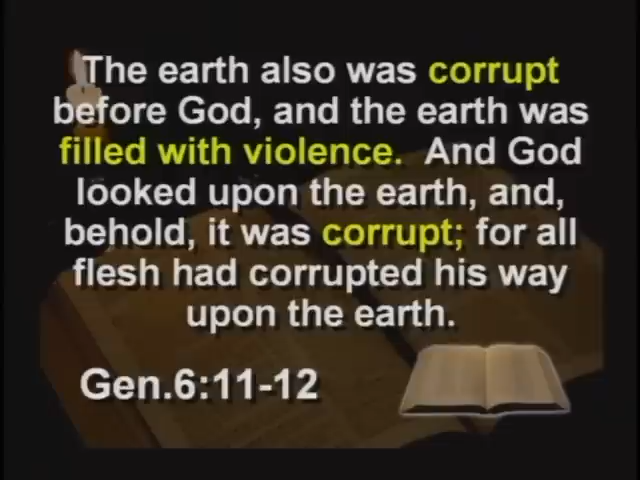 The earth also was corrupt
before God, and the earth was
filled with violence.  And God
looked upon the earth, and,
behold, it was corrupt; for all
flesh had corrupted his way
upon the earth.
Gen.6:11-12